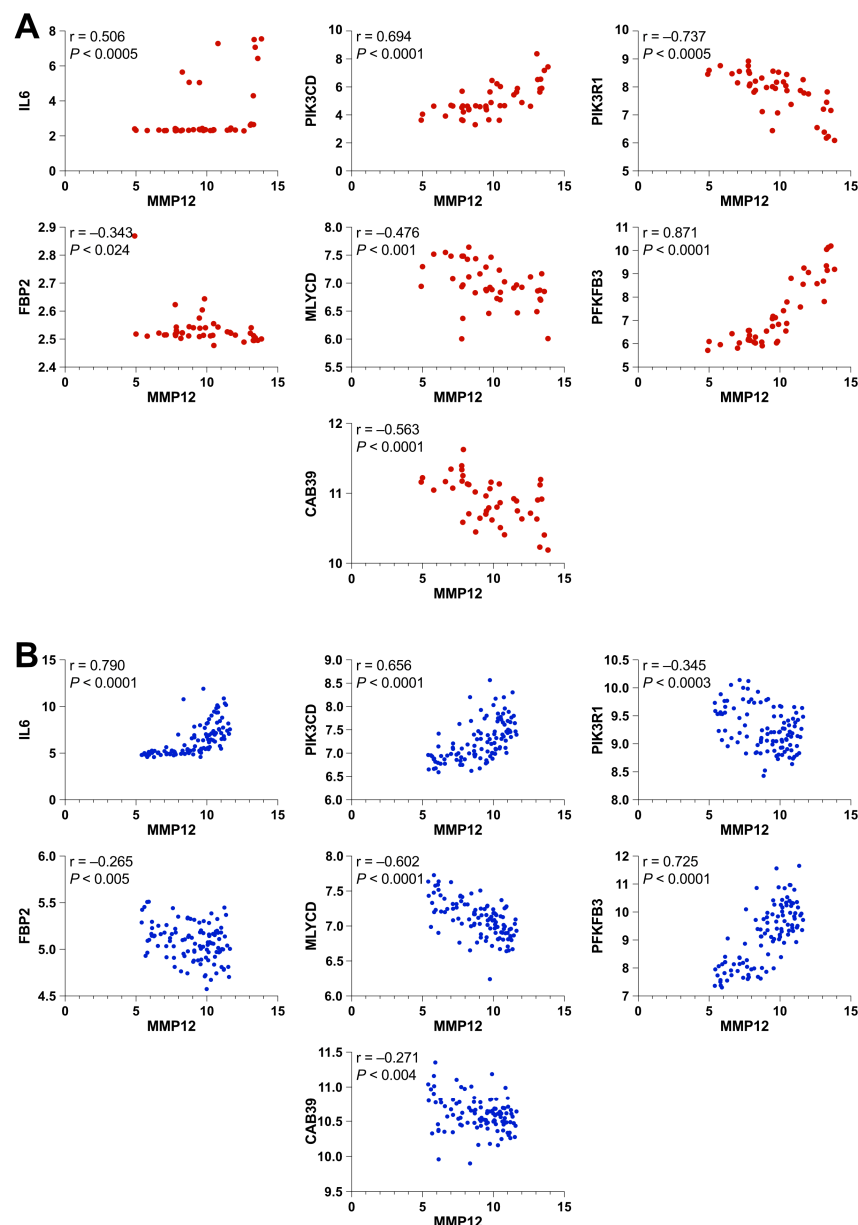 A
r = 0.506
P < 0.0005
IL6
8
6
4
2
0
0 5 10 15
MMP12
r = 0.694
P < 0.0001
PIK3CD
10
8
6
4
2
0
0 5 10 15
MMP12
r = –0.737
P < 0.0005
PIK3R1
10
9
8
7
6
5
0 5 10 15
MMP12
r = –0.343
P < 0.024
FBP2
2.9
2.8
2.7
2.6
2.5
2.4
0 5 10 15
MMP12
r = –0.476
P < 0.001
MLYCD
8.0
7.5
7.0
6.5
6.0
5.5
0 5 10 15
MMP12
r = 0.871
P < 0.0001
PFKFB3
11
10
9
8
7
6
5
0 5 10 15
MMP12
r = –0.563
P < 0.0001
CAB39
12
11
10
0 5 10 15
MMP12
B
r = 0.790
P < 0.0001
IL6
15
10
5
0
0 5 10 15
MMP12
r = 0.656
P < 0.0001
PIK3CD
9.0
8.5
8.0
7.5
7.0
6.5
6.0
0 5 10 15
MMP12
r = –0.345
P < 0.0003
PIK3R1
10.5
10.0
9.5
9.0
8.5
8.0
0 5 10 15
MMP12
r = –0.265
P < 0.005
FBP2
6.0
5.5
5.0
4.5
0 5 10 15
MMP12
r = –0.602
P < 0.0001
MLYCD
8.0
7.5
7.0
6.5
6.0
0 5 10 15
MMP12
r = 0.725
P < 0.0001
PFKFB3
12
11
10
9
8
7
0 5 10 15
MMP12
r = –0.271
P < 0.004
CAB39
11.5
11.0
10.5
10.0
9.5
0 5 10 15
MMP12